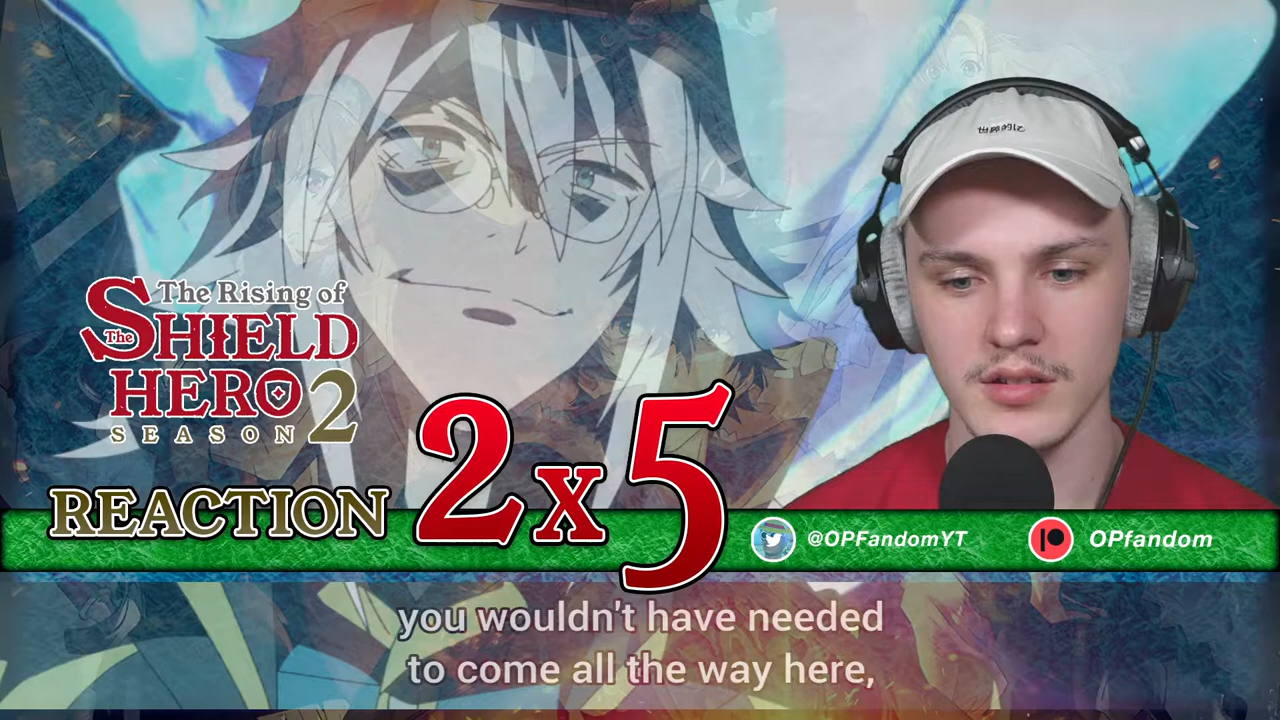 The Rising of
The SHIELD
HERO 2
SEASON
REACTION 2x5
@OPFandomYT
OPfandom
you wouldn't have needed
to come all the way here,